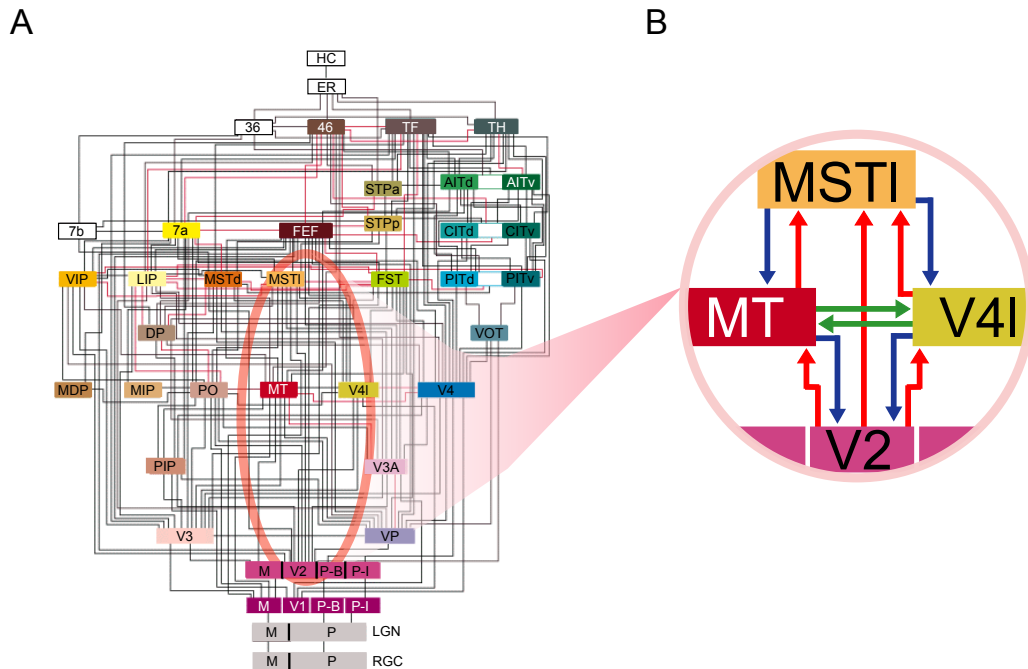 A
B
HC
ER
36 46 TF TH
STPa AITd AITv
7b 7a FEF STPp CITd CITv
VIP LIP MSTd MSTl FST PITd PITv
DP VOT
MDP MIP PO MT V4l V4
PIP V3A
V3 VP
M V2 P-B P-I
M V1 P-B P-I
M P LGN
M P RGC
MSTl
MT V4l
V2